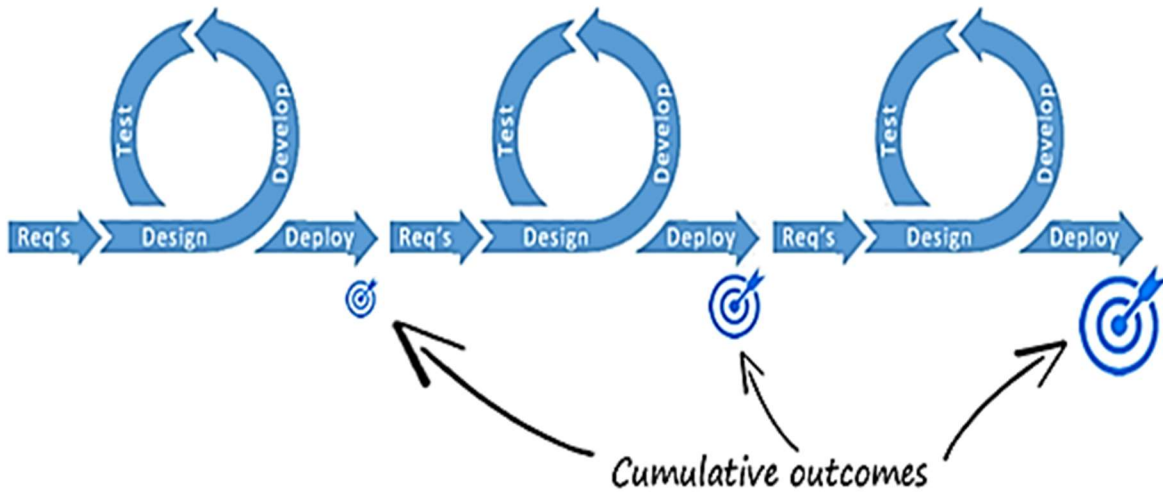 Test
Develop
Req's
Design
Deploy
Test
Develop
Req's
Design
Deploy
Test
Develop
Req's
Design
Deploy
Cumulative outcomes